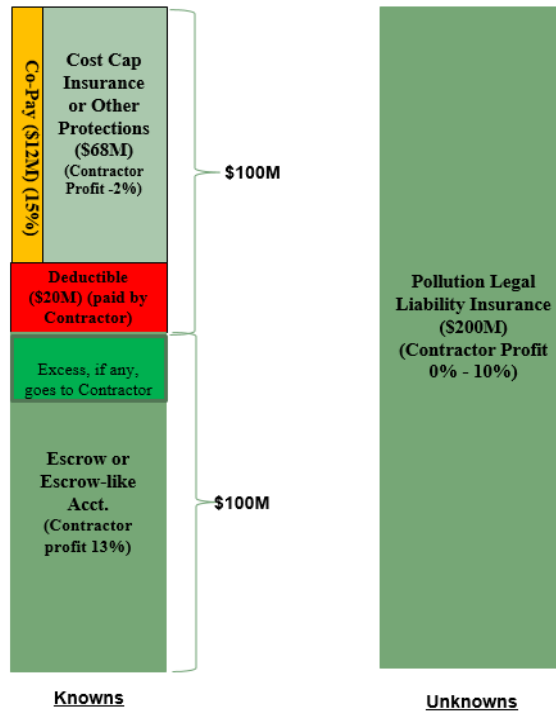 Co-Pay ($12M) (15%)
Cost Cap
Insurance
or Other
Protections
($68M)
(Contractor
Profit -2%)
$100M
Deductible
($20M) (paid by
Contractor)
Excess, if any,
goes to Contractor
Escrow or
Escrow-like
Acct.
(Contractor
profit 13%)
$100M
Knowns
Pollution Legal
Liability Insurance
($200M)
(Contractor Profit
0% - 10%)
Unknowns